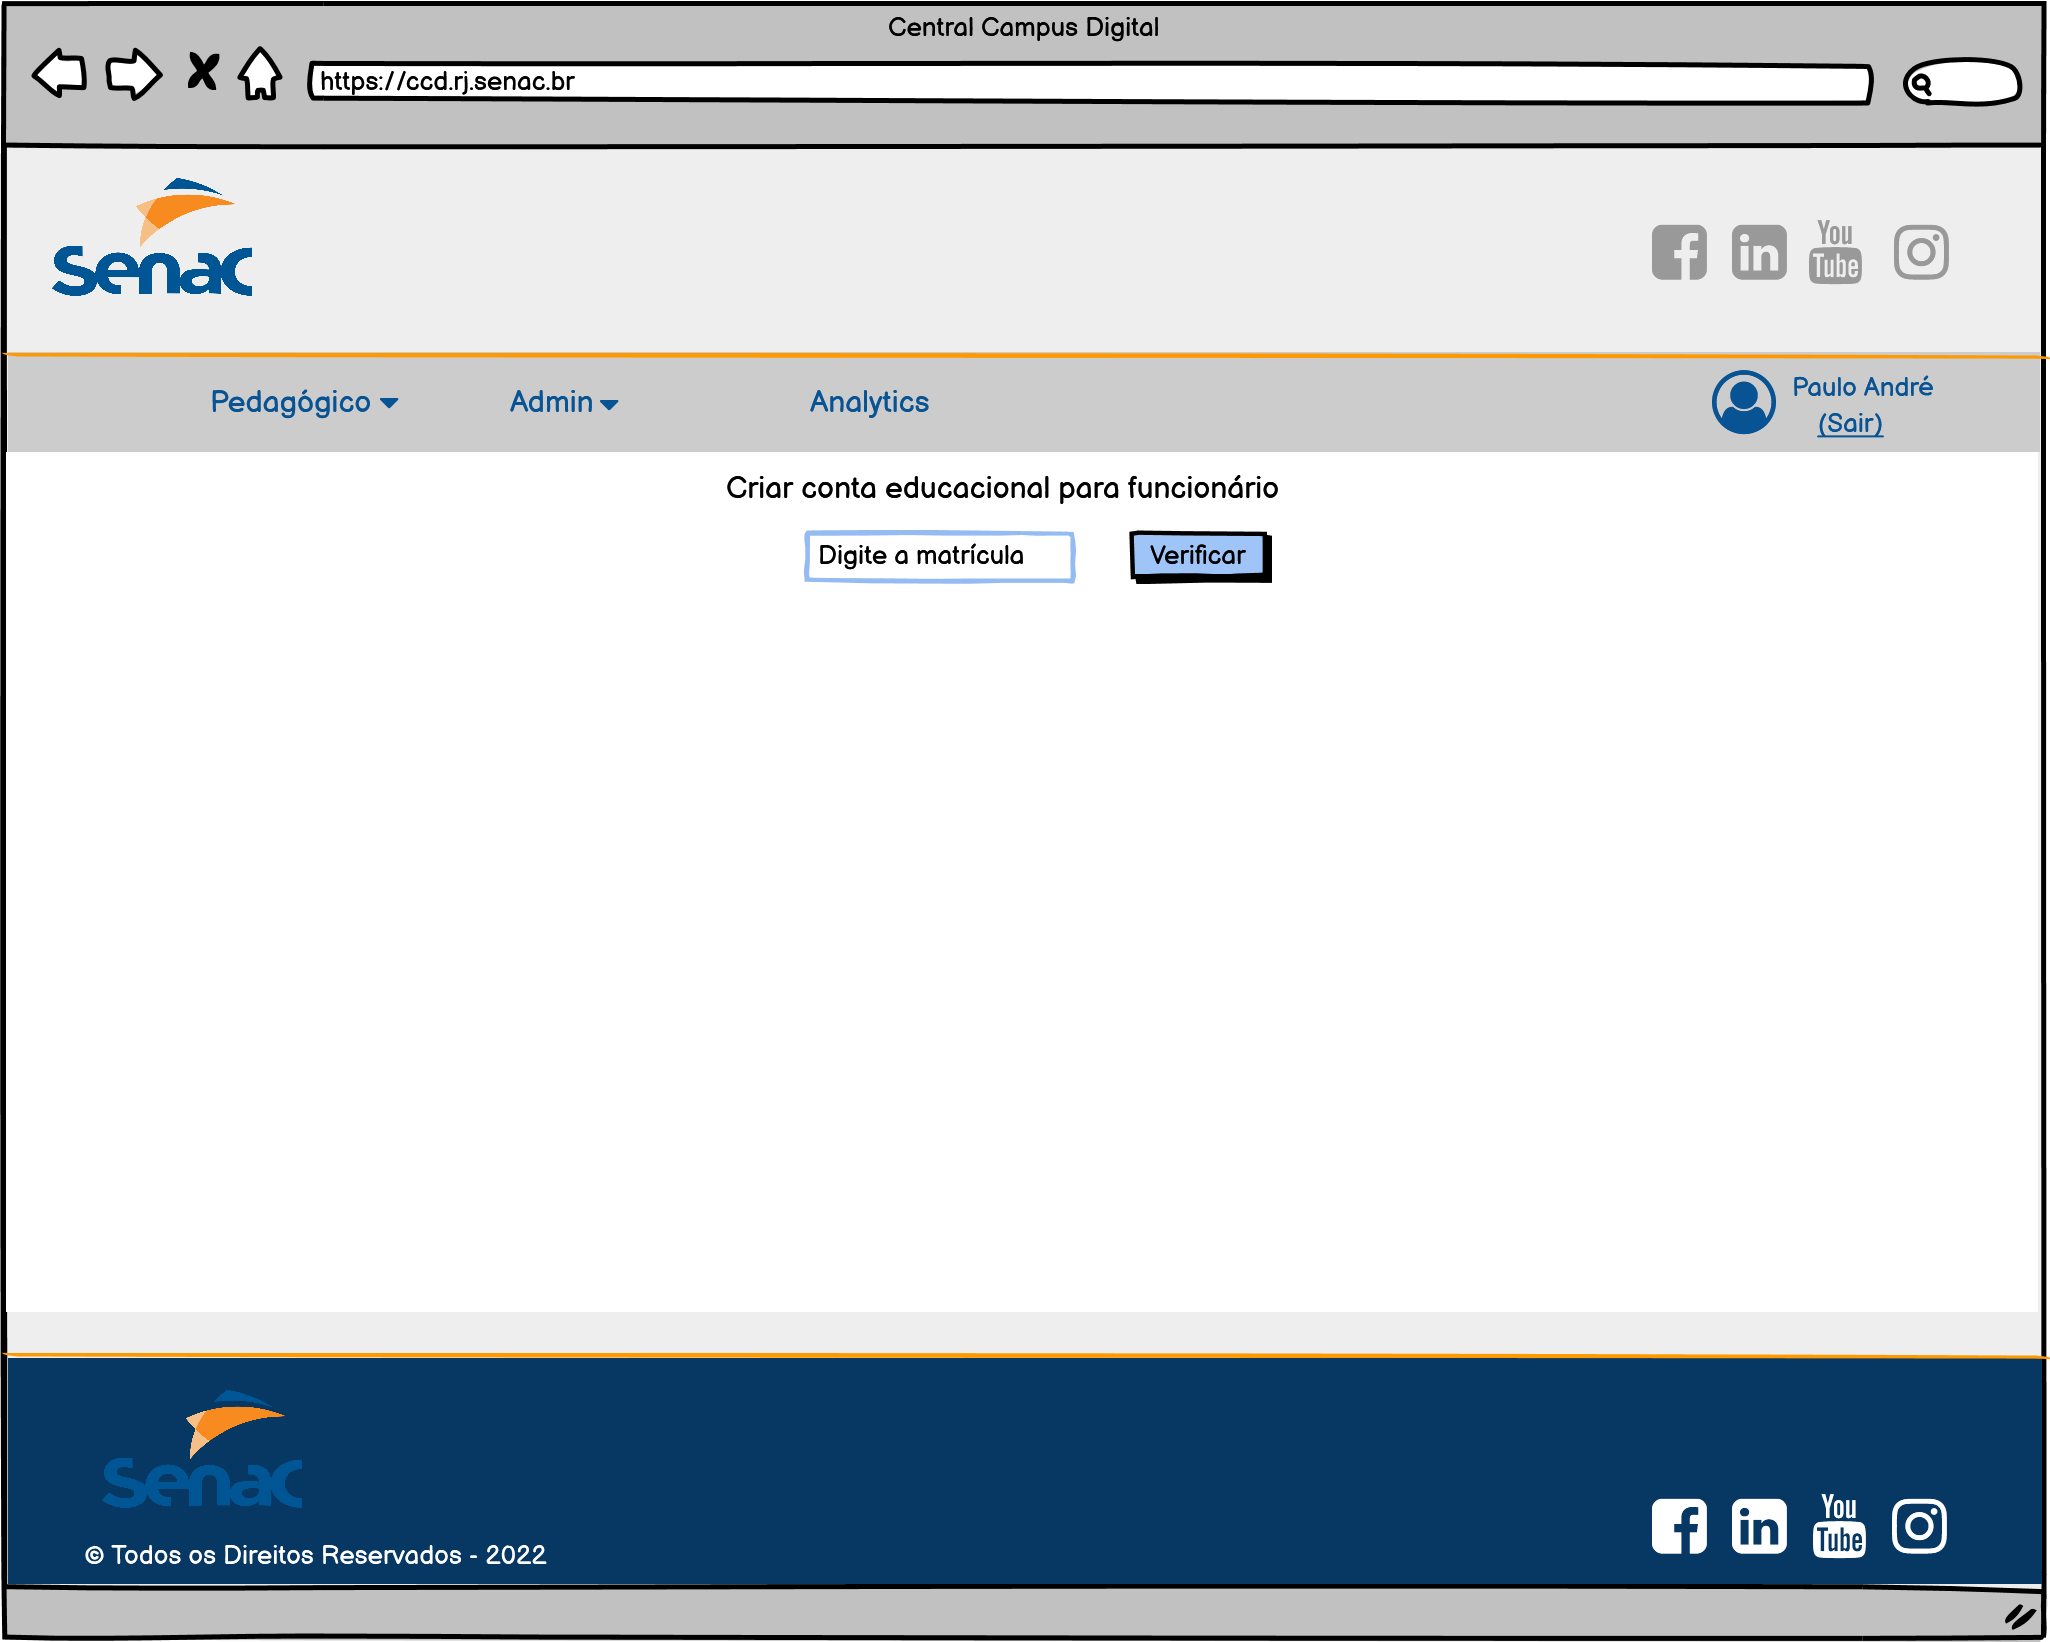 Central Campus Digital
https://ccd.rj.senac.br
Senac
You
Tube
Pedagógico
Admin
Analytics
Paulo André
(Sair)
Criar conta educacional para funcionário
Digite a matrícula
Verificar
Senac
© Todos os Direitos Reservados - 2022
You
Tube